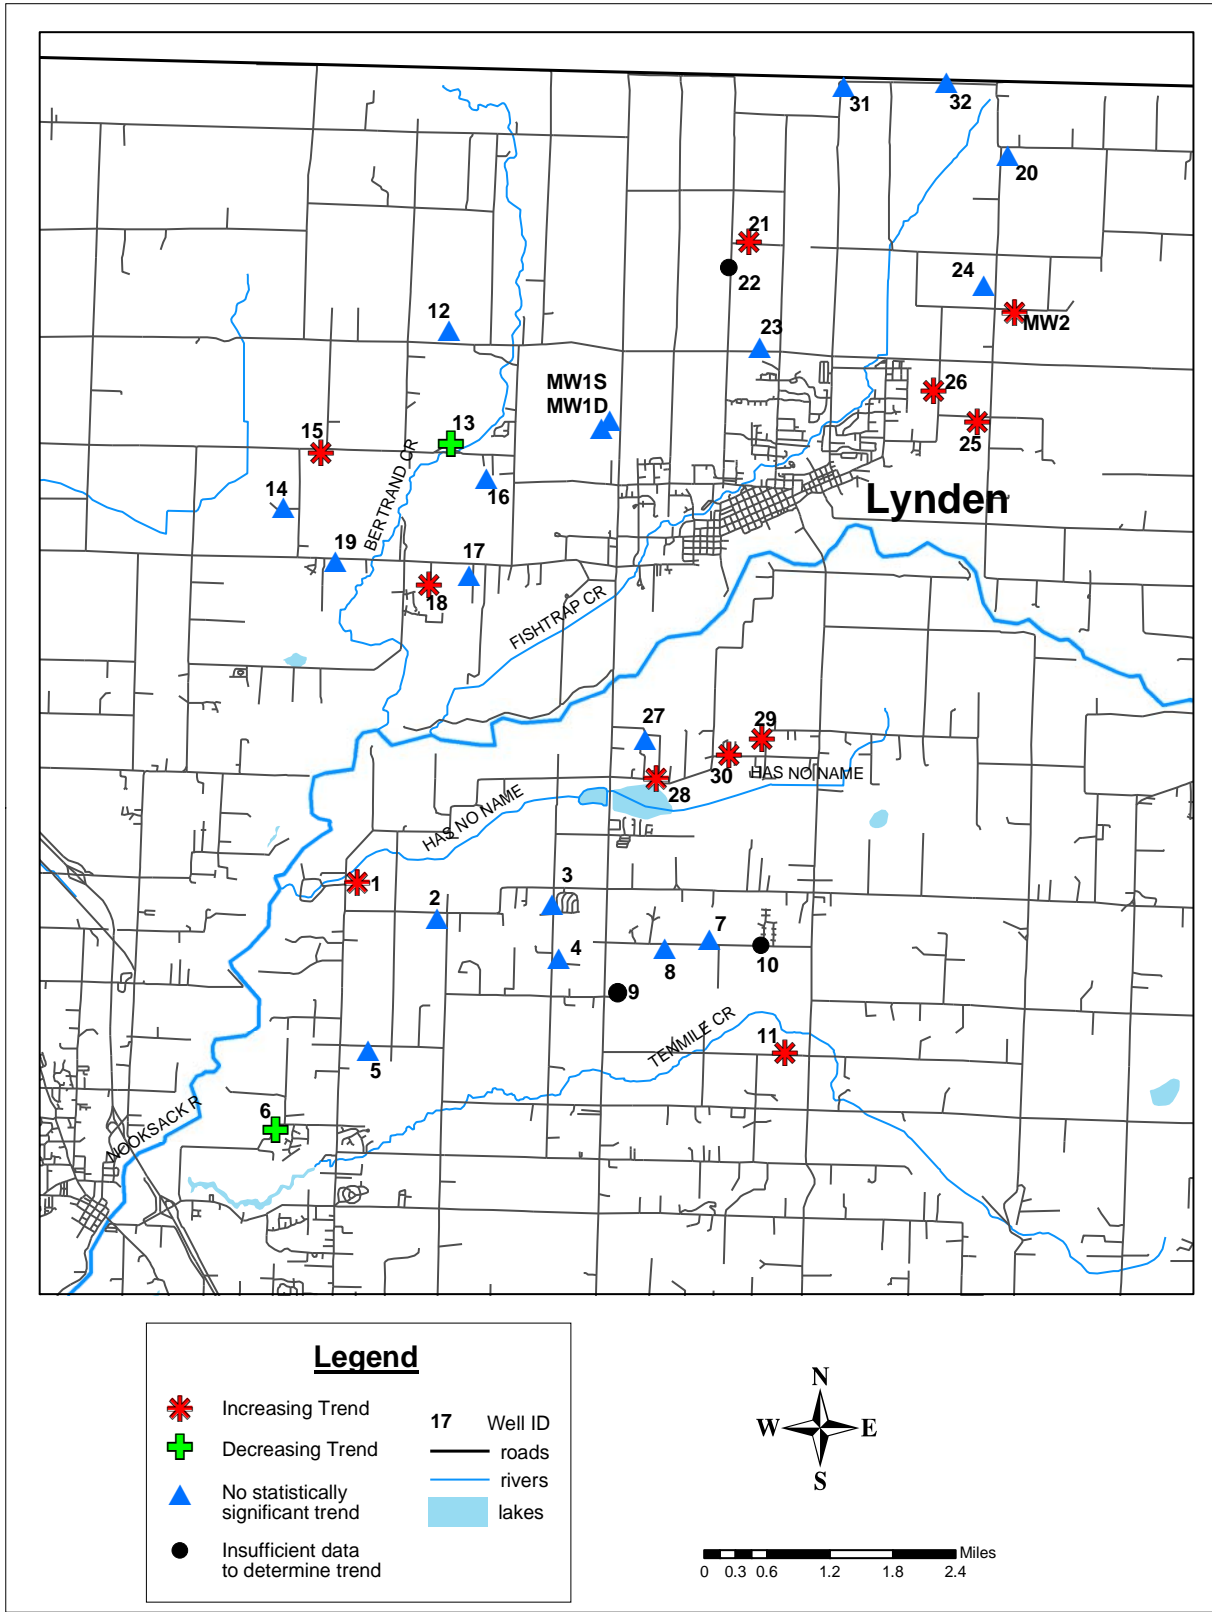 31
32
20
21
22
24
MW2
12
23
MW1S
MW1D
26
25
15
13
BERTRAND CR
16
14
Lynden
19
17
18
FISHTRAP CR
27
29
30
HAS NO NAME
28
HAS NO NAME
1
2
3
4
7
8
10
9
TENMILE CR
11
5
6
NOOKSACK R
Legend
Increasing Trend
Decreasing Trend
No statistically
significant trend
Insufficient data
to determine trend
17 Well ID
roads
rivers
lakes
N
W E
S
Miles
0 0.3 0.6 1.2 1.8 2.4